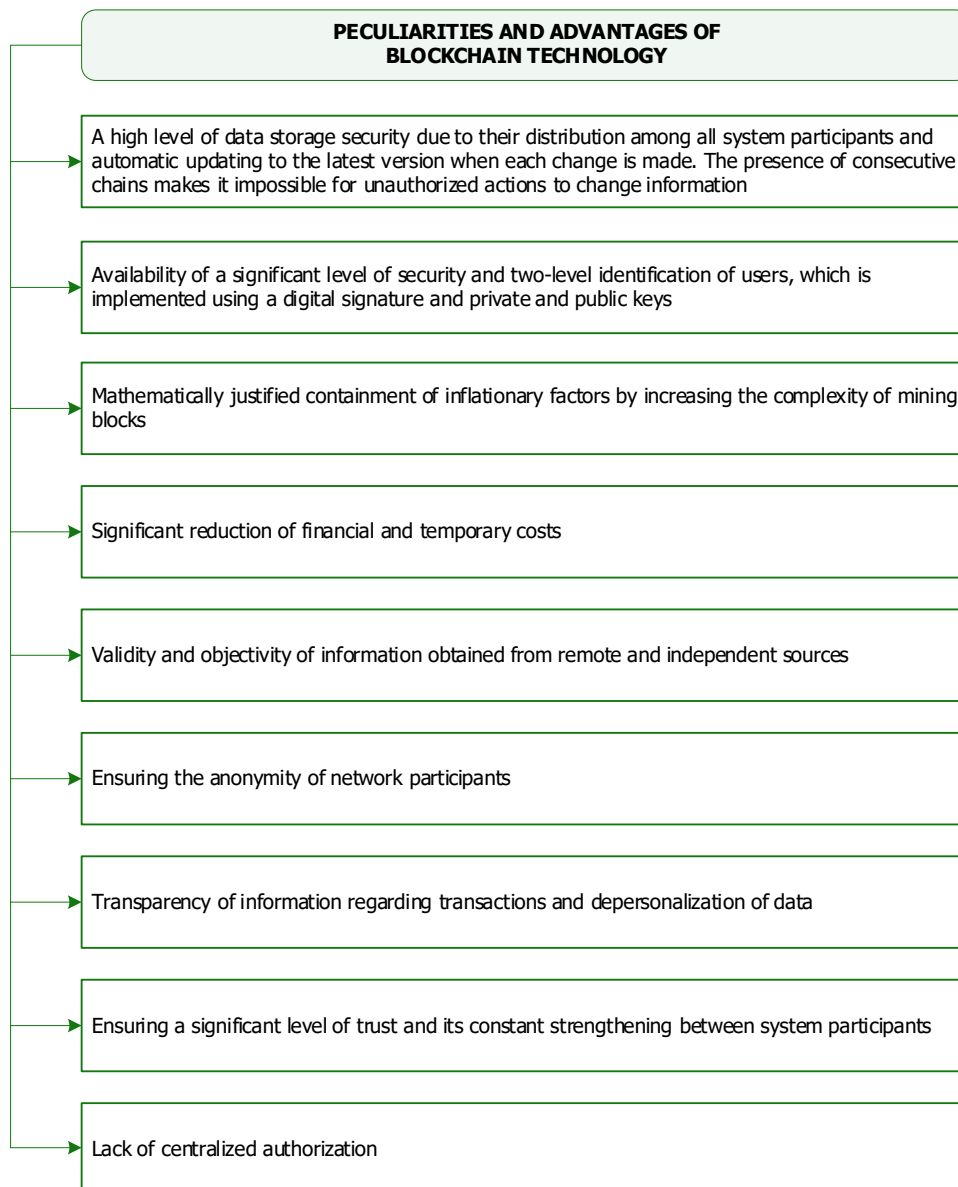 PECULIARITIES AND ADVANTAGES OF
BLOCKCHAIN TECHNOLOGY
A high level of data storage security due to their distribution among all system participants and
automatic updating to the latest version when each change is made. The presence of consecutive
chains makes it impossible for unauthorized actions to change information
Availability of a significant level of security and two-level identification of users, which is
implemented using a digital signature and private and public keys
Mathematically justified containment of inflationary factors by increasing the complexity of mining
blocks
Significant reduction of financial and temporary costs
Validity and objectivity of information obtained from remote and independent sources
Ensuring the anonymity of network participants
Transparency of information regarding transactions and depersonalization of data
Ensuring a significant level of trust and its constant strengthening between system participants
Lack of centralized authorization